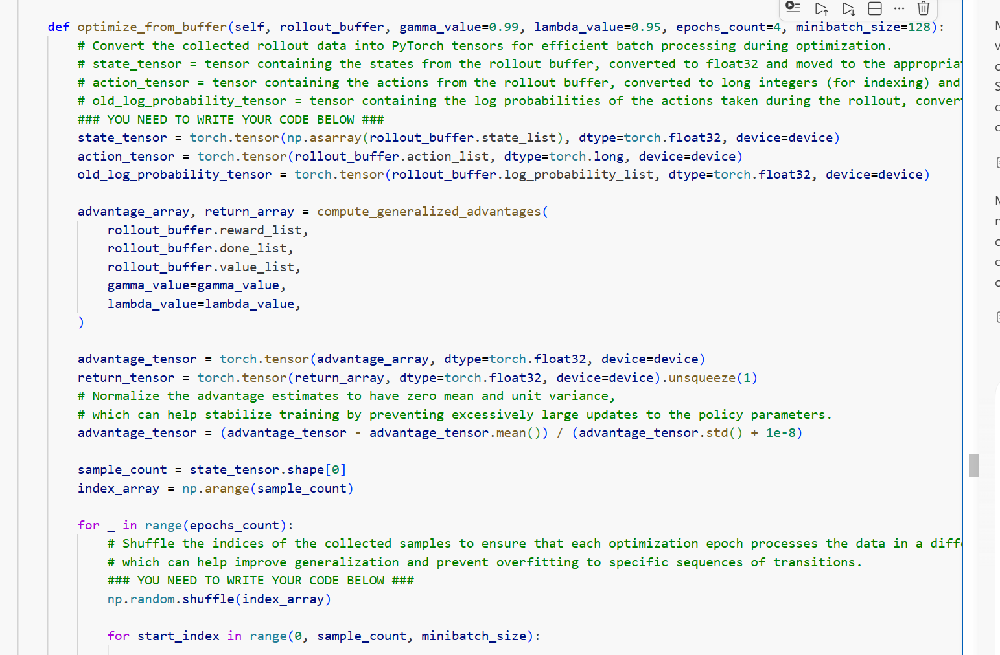 def optimize_from_buffer(self, rollout_buffer, gamma_value=0.99, lambda_value=0.95, epochs_count=4, minibatch_size=128):
# Convert the collected rollout data into PyTorch tensors for efficient batch processing during optimization.
# state_tensor = tensor containing the states from the rollout buffer, converted to float32 and moved to the
# action_tensor = tensor containing the actions from the rollout buffer, converted to long integers (for indexing) and
# old_log_probability_tensor = tensor containing the log probabilities of the actions taken during the rollout,
### YOU NEED TO WRITE YOUR CODE BELOW ###
state_tensor = torch.tensor(np.asarray(rollout_buffer.state_list), dtype=torch.float32, device=device)
action_tensor = torch.tensor(rollout_buffer.action_list, dtype=torch.long, device=device)
old_log_probability_tensor = torch.tensor(rollout_buffer.log_probability_list, dtype=torch.float32, device=device)
advantage_array, return_array = compute_generalized_advantages(
rollout_buffer.reward_list,
rollout_buffer.done_list,
rollout_buffer.value_list,
gamma_value=gamma_value,
lambda_value=lambda_value,
)
advantage_tensor = torch.tensor(advantage_array, dtype=torch.float32, device=device)
return_tensor = torch.tensor(return_array, dtype=torch.float32, device=device).unsqueeze(1)
# Normalize the advantage estimates to have zero mean and unit variance,
# which can help stabilize training by preventing excessively large updates to the policy parameters.
advantage_tensor = (advantage_tensor - advantage_tensor.mean()) / (advantage_tensor.std() + 1e-8)
sample_count = state_tensor.shape[0]
index_array = np.arange(sample_count)
for _ in range(epochs_count):
# Shuffle the indices of the collected samples to ensure that each optimization epoch processes the data in a
# which can help improve generalization and prevent overfitting to specific sequences of transitions.
### YOU NEED TO WRITE YOUR CODE BELOW ###
np.random.shuffle(index_array)
for start_index in range(0, sample_count, minibatch_size):